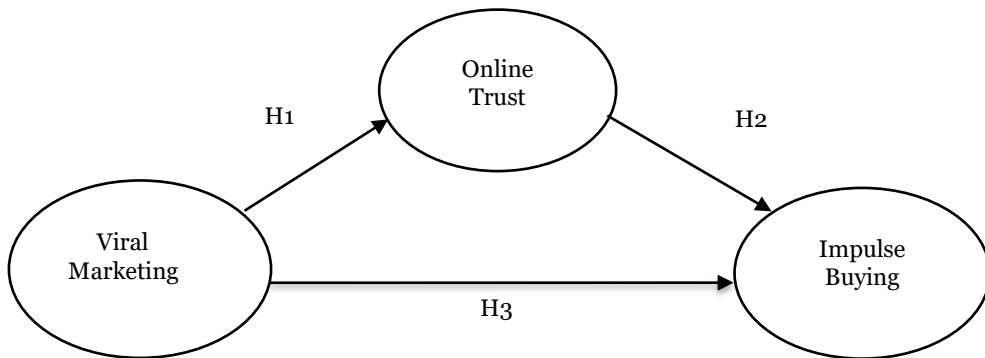 Online
Trust
H1
H2
Viral
Marketing
Impulse
Buying
H3